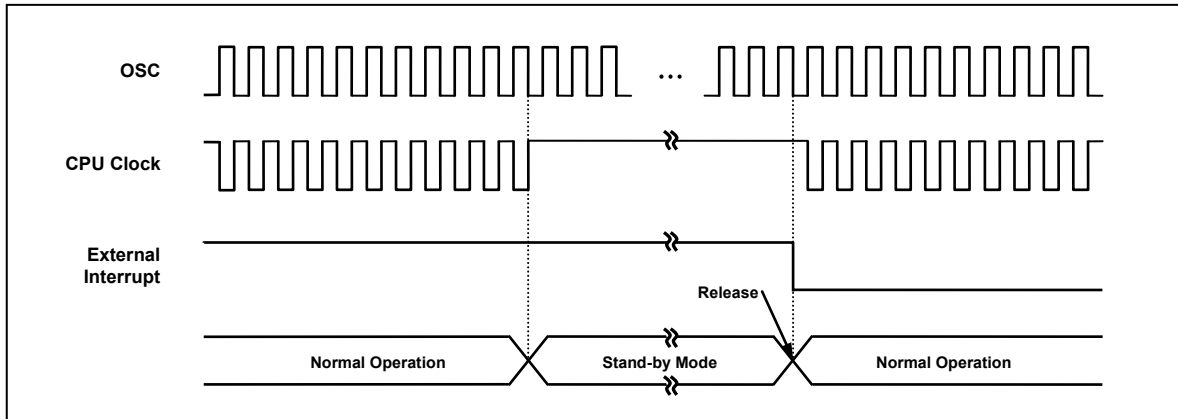 OSC
...
CPU Clock
External
Interrupt
Release
Normal Operation
Stand-by Mode
Normal Operation